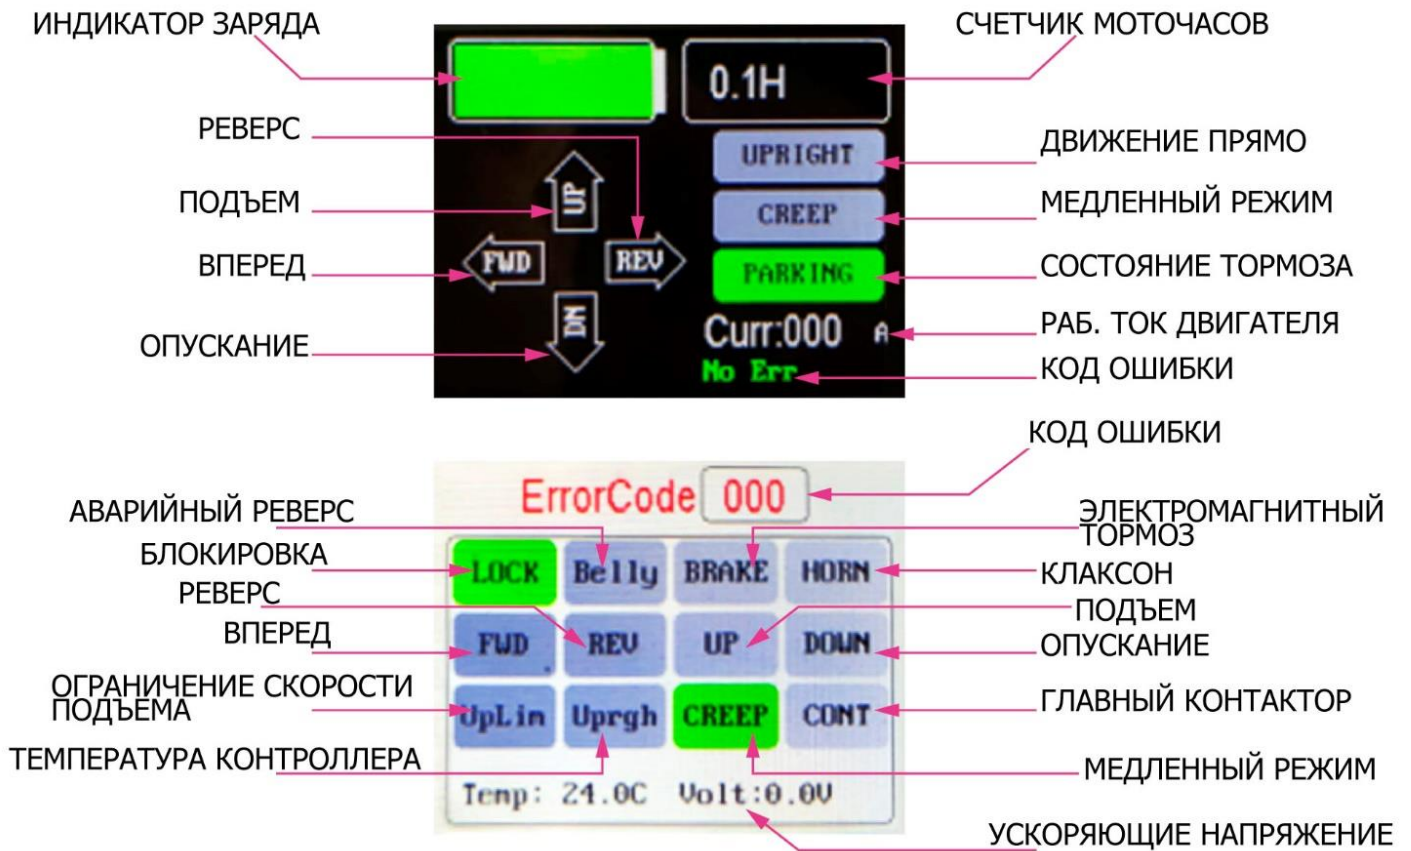 ИНДИКАТОР ЗАРЯДА
СЧЕТЧИК МОТОЧАСОВ
0.1H
РЕВЕРС
UPRIGHT
ДВИЖЕНИЕ ПРЯМО
ПОДЪЕМ
UP
CREEP
МЕДЛЕННЫЙ РЕЖИМ
ВПЕРЕД
FWD
REV
PARKING
СОСТОЯНИЕ ТОРМОЗА
ОПУСКАНИЕ
DN
Curr:000 A
РАБ. ТОК ДВИГАТЕЛЯ
No Err
КОД ОШИБКИ
КОД ОШИБКИ
ErrorCode 000
АВАРИЙНЫЙ РЕВЕРС
ЭЛЕКТРОМАГНИТНЫЙ
ТОРМОЗ
БЛОКИРОВКА
LOCK Belly BRAKE HORN
КЛАКСОН
РЕВЕРС
ПОДЪЕМ
ВПЕРЕД
FWD REV UP DOWN
ОПУСКАНИЕ
ОГРАНИЧЕНИЕ СКОРОСТИ
ПОДЪЕМА
UpLim Uprgh CREEP CONT
ГЛАВНЫЙ КОНТАКТОР
ТЕМПЕРАТУРА КОНТРОЛЛЕРА
МЕДЛЕННЫЙ РЕЖИМ
Temp: 24.0C Volt:0.0V
УСКОРЯЮЩИЕ НАПРЯЖЕНИЕ